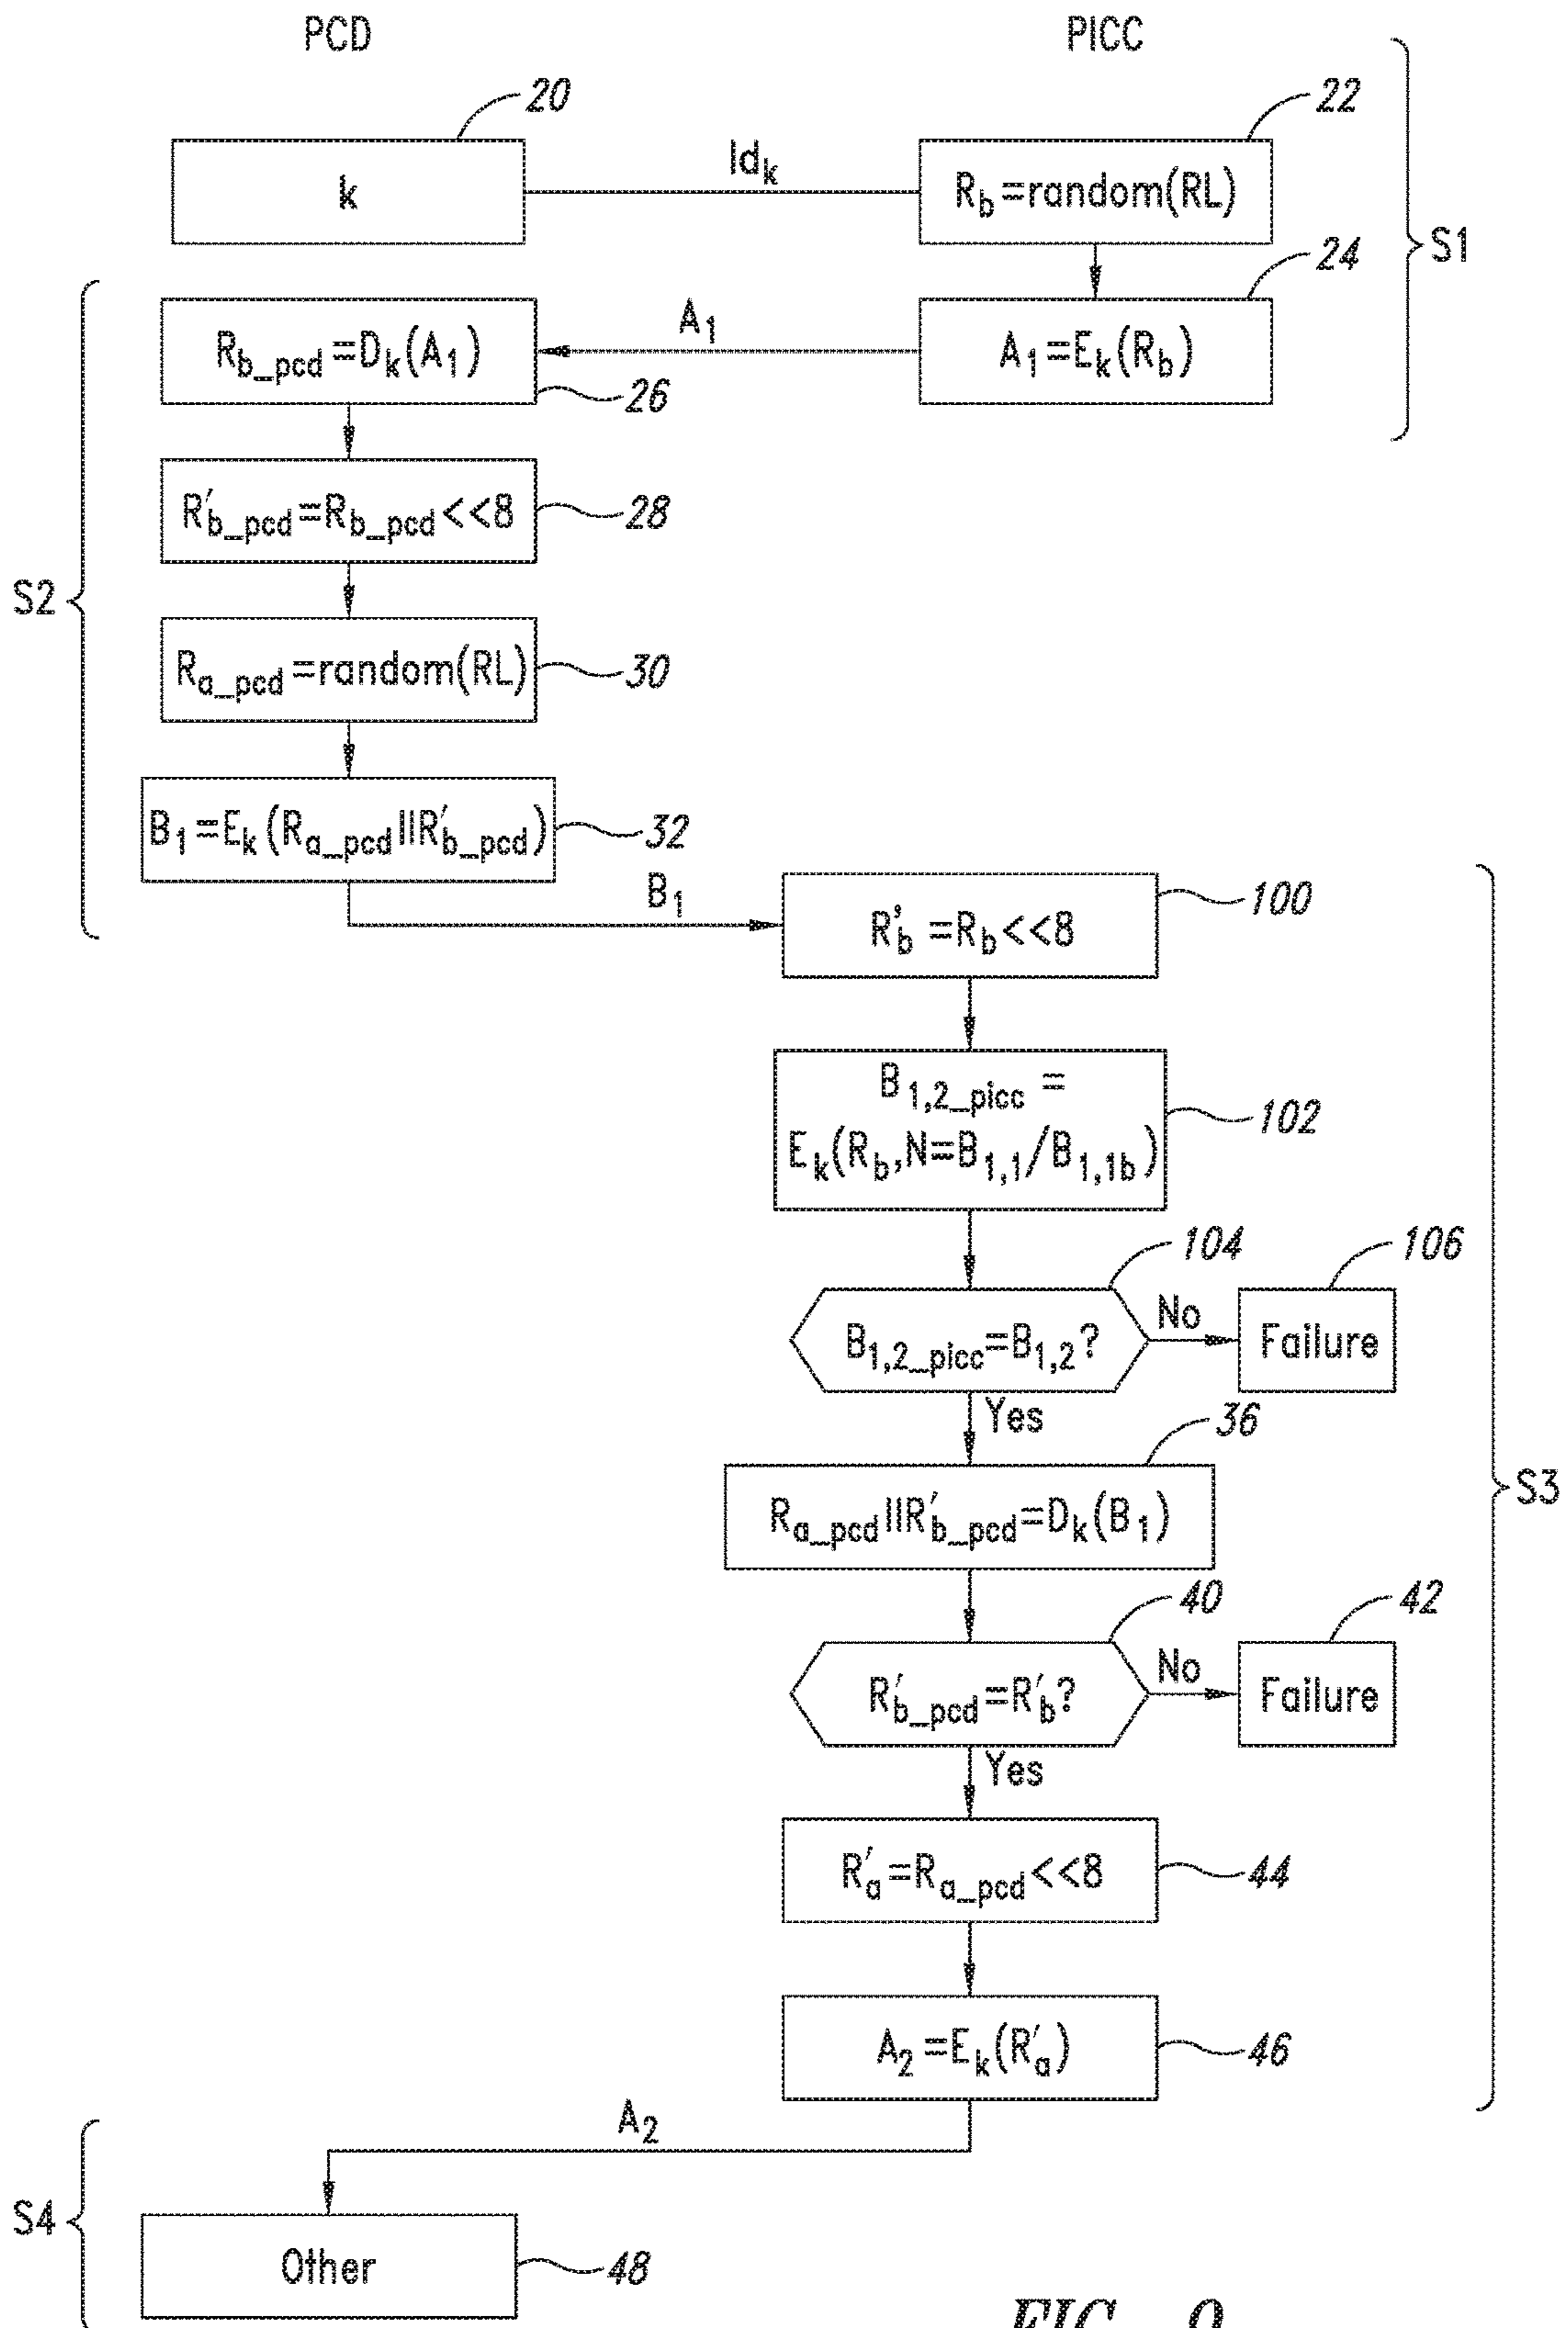 PCD PICC
20 22
k Id_k R_b=random(RL)
24 S1
R_b_pcd=D_k(A_1) A_1 A_1=E_k(R_b)
26
R'_b_pcd=R_b_pcd<<8 28
S2
R_a_pcd=random(RL) 30
B_1=E_k(R_a_pcd||R'_b_pcd) 32
B_1 100
R'_b=R_b<<8
B_1,2_picc =
E_k(R_b,N=B_1,1/B_1,1b)
102
104 106
B_1,2_picc=B_1,2? No Failure
Yes
36
R_a_pcd||R'_b_pcd=D_k(B_1) S3
40 42
R'_b_pcd=R'_b? No Failure
Yes
R'_a=R_a_pcd<<8 44
A_2=E_k(R'_a) 46
A_2
S4
Other 48